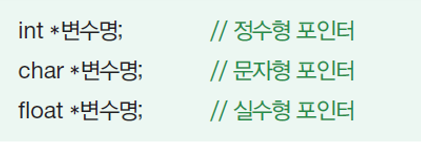 int *변수명; // 정수형 포인터
char *변수명; // 문자형 포인터
float *변수명; // 실수형 포인터